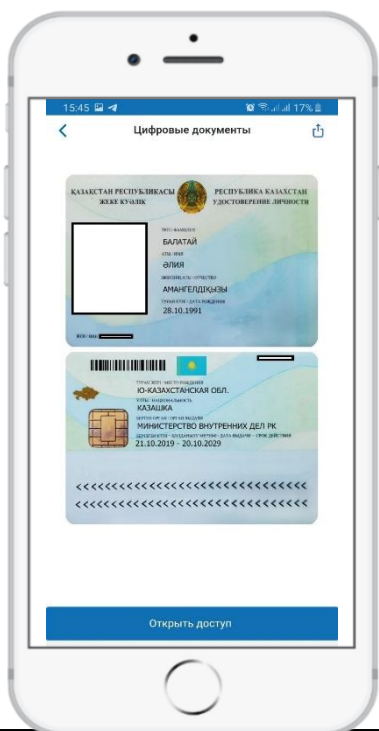 15:45 17%
Цифровые документы
ҚАЗАҚСТАН РЕСПУБЛИКАСЫ
ЖЕКЕ КУӘЛІК
РЕСПУБЛИКА КАЗАХСТАН
УДОСТОВЕРЕНИЕ ЛИЧНОСТИ
БАЛАТАЙ
ӘЛИЯ
АМАНГЕЛДІҚЫЗЫ
28.10.1991
Ю-КАЗАХСТАНСКАЯ ОБЛ.
КАЗАШКА
МИНИСТЕРСТВО ВНУТРЕННИХ ДЕЛ РК
21.10.2019 - 20.10.2029
Открыть доступ